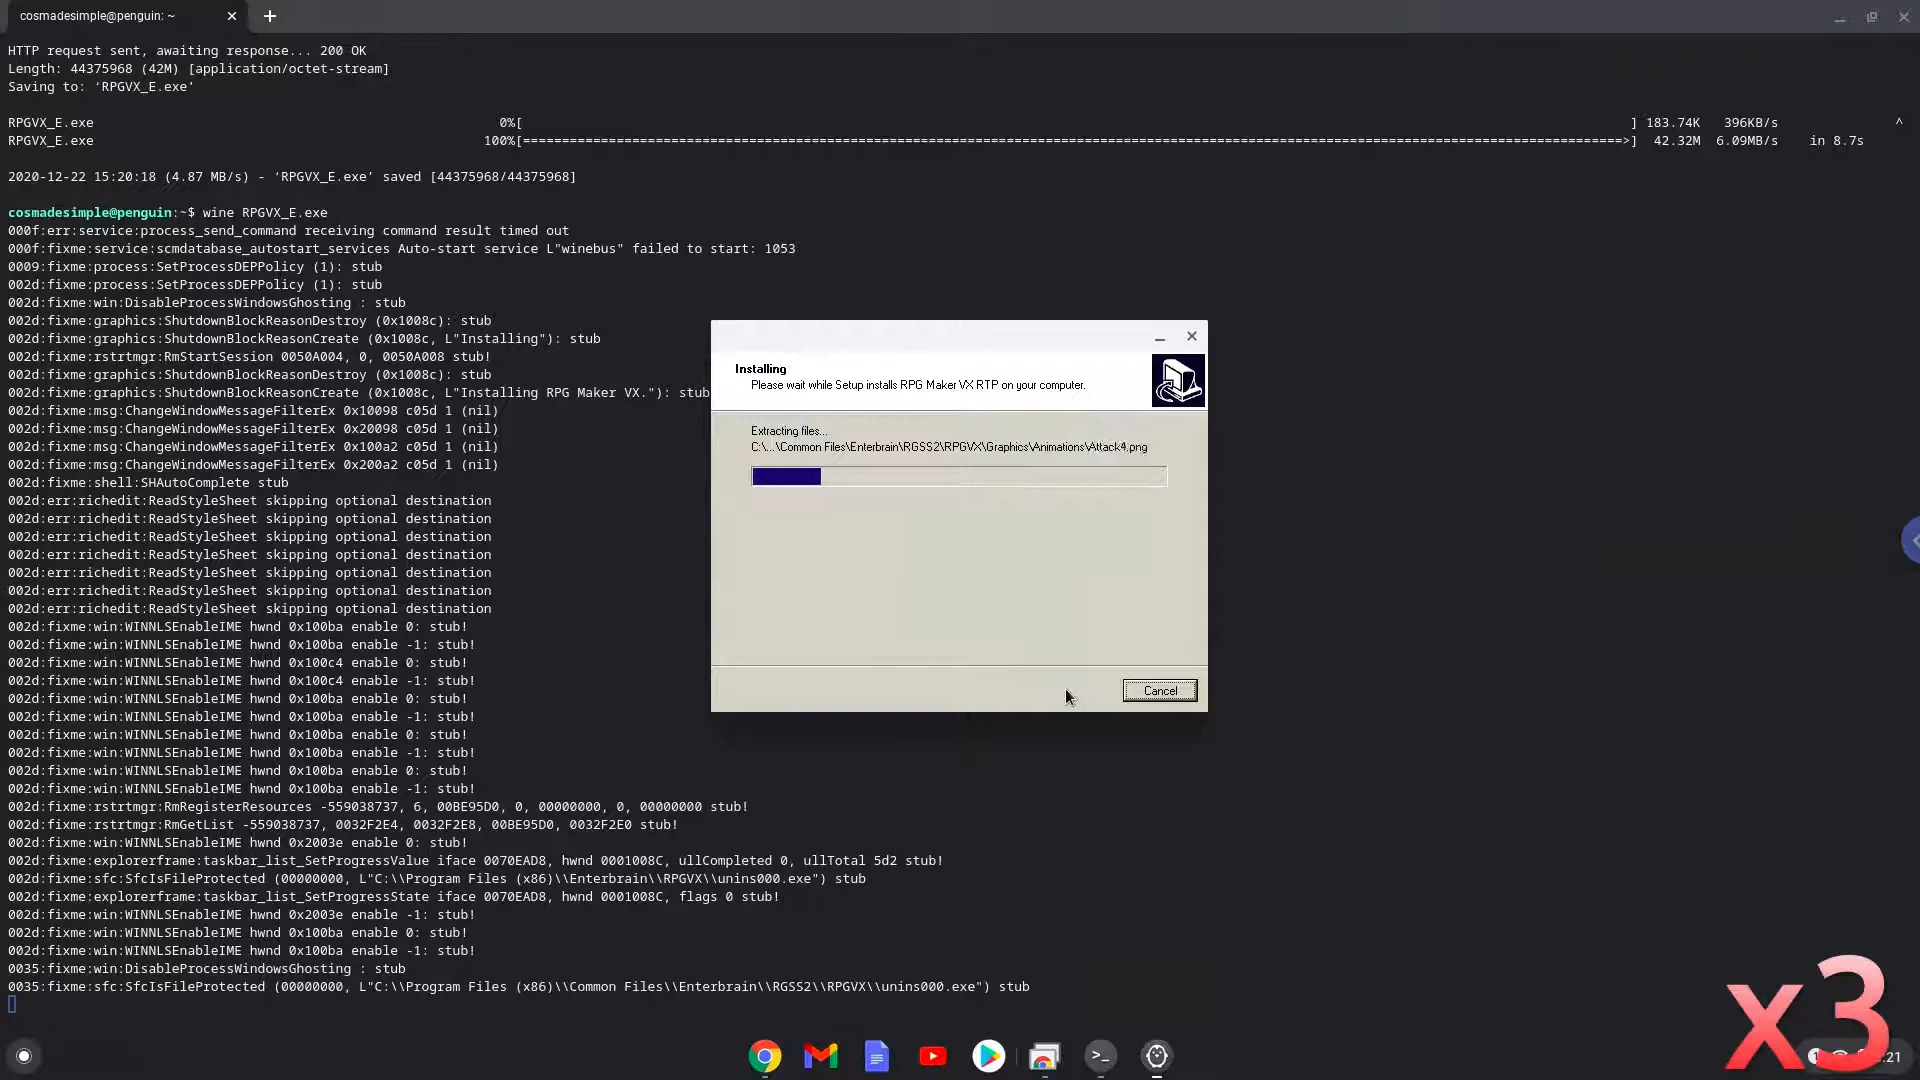 cosmadesimple@penguin: ~
HTTP request sent, awaiting response... 200 OK
Length: 44375968 (42M) [application/octet-stream]
Saving to: ‘RPGVX_E.exe’
RPGVX_E.exe 0%[ ] 183.74K 396KB/s
RPGVX_E.exe 100%[=============================================================================================================================================>] 42.32M 6.09MB/s in 8.7s
2020-12-22 15:20:18 (4.87 MB/s) - ‘RPGVX_E.exe’ saved [44375968/44375968]
cosmadesimple@penguin:~$ wine RPGVX_E.exe
000f:err:service:process_send_command receiving command result timed out
000f:fixme:service:scmdatabase_autostart_services Auto-start service L"winebus" failed to start: 1053
0009:fixme:process:SetProcessDEPPolicy (1): stub
002d:fixme:process:SetProcessDEPPolicy (1): stub
002d:fixme:win:DisableProcessWindowsGhosting : stub
002d:fixme:graphics:ShutdownBlockReasonDestroy (0x1008c): stub
002d:fixme:graphics:ShutdownBlockReasonCreate (0x1008c, L"Installing"): stub
002d:fixme:rstrtmgr:RmStartSession 0050A004, 0, 0050A008 stub!
002d:fixme:graphics:ShutdownBlockReasonDestroy (0x1008c): stub
002d:fixme:graphics:ShutdownBlockReasonCreate (0x1008c, L"Installing RPG Maker VX."): stub
002d:fixme:msg:ChangeWindowMessageFilterEx 0x10098 c05d 1 (nil)
002d:fixme:msg:ChangeWindowMessageFilterEx 0x20098 c05d 1 (nil)
002d:fixme:msg:ChangeWindowMessageFilterEx 0x100a2 c05d 1 (nil)
002d:fixme:msg:ChangeWindowMessageFilterEx 0x200a2 c05d 1 (nil)
002d:fixme:shell:SHAutoComplete stub
002d:err:richedit:ReadStyleSheet skipping optional destination
002d:err:richedit:ReadStyleSheet skipping optional destination
002d:err:richedit:ReadStyleSheet skipping optional destination
002d:err:richedit:ReadStyleSheet skipping optional destination
002d:err:richedit:ReadStyleSheet skipping optional destination
002d:err:richedit:ReadStyleSheet skipping optional destination
002d:err:richedit:ReadStyleSheet skipping optional destination
002d:fixme:win:WINNLSEnableIME hwnd 0x100ba enable 0: stub!
002d:fixme:win:WINNLSEnableIME hwnd 0x100ba enable -1: stub!
002d:fixme:win:WINNLSEnableIME hwnd 0x100c4 enable 0: stub!
002d:fixme:win:WINNLSEnableIME hwnd 0x100c4 enable -1: stub!
002d:fixme:win:WINNLSEnableIME hwnd 0x100ba enable 0: stub!
002d:fixme:win:WINNLSEnableIME hwnd 0x100ba enable -1: stub!
002d:fixme:win:WINNLSEnableIME hwnd 0x100ba enable 0: stub!
002d:fixme:win:WINNLSEnableIME hwnd 0x100ba enable -1: stub!
002d:fixme:win:WINNLSEnableIME hwnd 0x100ba enable 0: stub!
002d:fixme:win:WINNLSEnableIME hwnd 0x100ba enable -1: stub!
002d:fixme:rstrtmgr:RmRegisterResources -559038737, 6, 00BE95D0, 0, 00000000, 0, 00000000 stub!
002d:fixme:rstrtmgr:RmGetList -559038737, 0032F2E4, 0032F2E8, 00BE95D0, 0032F2E0 stub!
002d:fixme:win:WINNLSEnableIME hwnd 0x2003e enable 0: stub!
002d:fixme:explorerframe:taskbar_list_SetProgressValue iface 0070EAD8, hwnd 0001008C, ullCompleted 0, ullTotal 5d2 stub!
002d:fixme:sfc:SfcIsFileProtected (00000000, L"C:\\Program Files (x86)\\Enterbrain\\RPGVX\\unins000.exe") stub
002d:fixme:explorerframe:taskbar_list_SetProgressState iface 0070EAD8, hwnd 0001008C, flags 0 stub!
002d:fixme:win:WINNLSEnableIME hwnd 0x2003e enable -1: stub!
002d:fixme:win:WINNLSEnableIME hwnd 0x100ba enable 0: stub!
002d:fixme:win:WINNLSEnableIME hwnd 0x100ba enable -1: stub!
0035:fixme:win:DisableProcessWindowsGhosting : stub
0035:fixme:sfc:SfcIsFileProtected (00000000, L"C:\\Program Files (x86)\\Common Files\\Enterbrain\\RGSS2\\RPGVX\\unins000.exe") stub
Installing
Please wait while Setup installs RPG Maker VX RTP on your computer.
Extracting files...
C:\...\Common Files\Enterbrain\RGSS2\RPGVX\Graphics\Animations\Attack4.png
Cancel
x3
:21